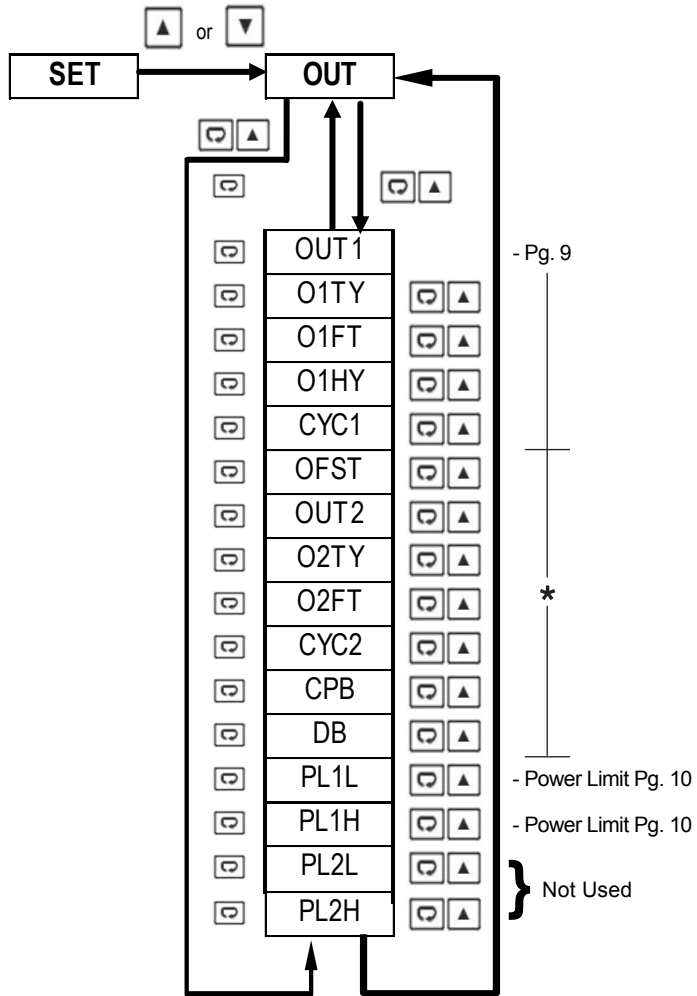 or
SET
OUT
OUT1
- Pg. 9
O1TY
O1FT
O1HY
CYC1
OFST
OUT2
O2TY
O2FT
*
CYC2
CPB
DB
PL1L
- Power Limit Pg. 10
PL1H
- Power Limit Pg. 10
PL2L
} Not Used
PL2H